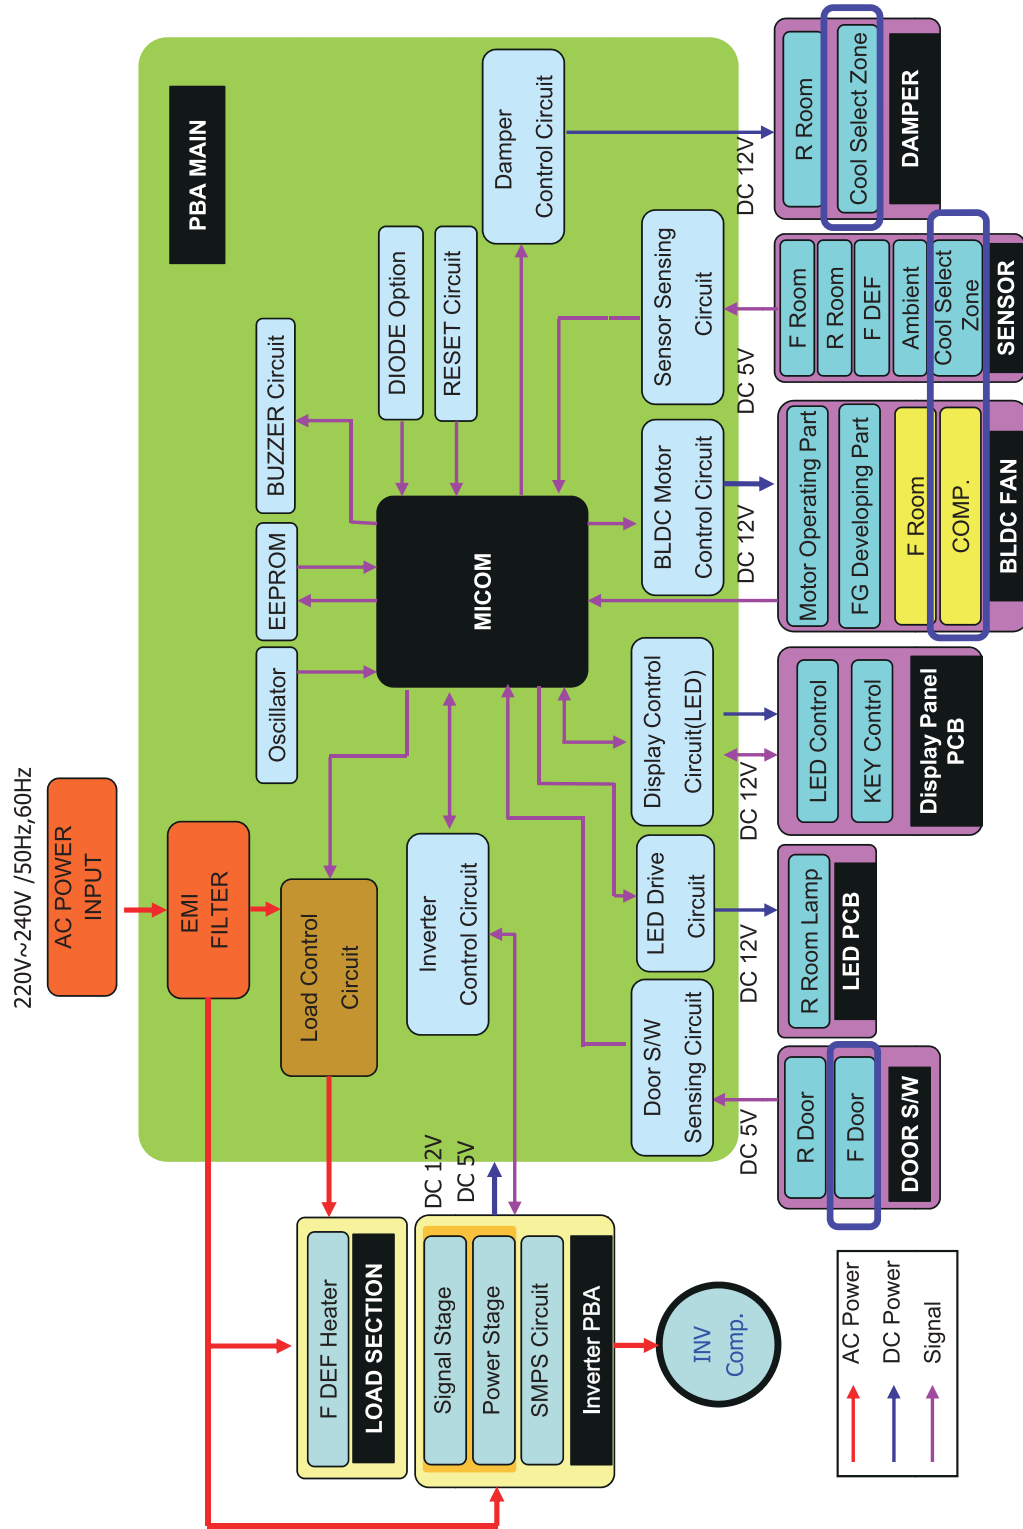 220V~240V /50Hz,60Hz
AC POWER
INPUT
EMI
FILTER
Load Control
Circuit
Inverter
Control Circuit
Oscillator
EEPROM
BUZZER Circuit
DIODE Option
RESET Circuit
PBA MAIN
MICOM
Damper
Control Circuit
Sensor Sensing
Circuit
BLDC Motor
Control Circuit
Display Control
Circuit(LED)
LED Drive
Circuit
Door S/W
Sensing Circuit
DC 12V
DC 5V
F DEF Heater
LOAD SECTION
Signal Stage
Power Stage
SMPS Circuit
Inverter PBA
INV
Comp.
DC 5V
R Door
F Door
DOOR S/W
DC 12V
R Room Lamp
LED PCB
DC 12V
LED Control
KEY Control
Display Panel
PCB
DC 12V
Motor Operating Part
FG Developing Part
F Room
COMP.
BLDC FAN
DC 5V
F Room
R Room
F DEF
Ambient
Cool Select
Zone
SENSOR
DC 12V
R Room
Cool Select Zone
DAMPER
AC Power
DC Power
Signal